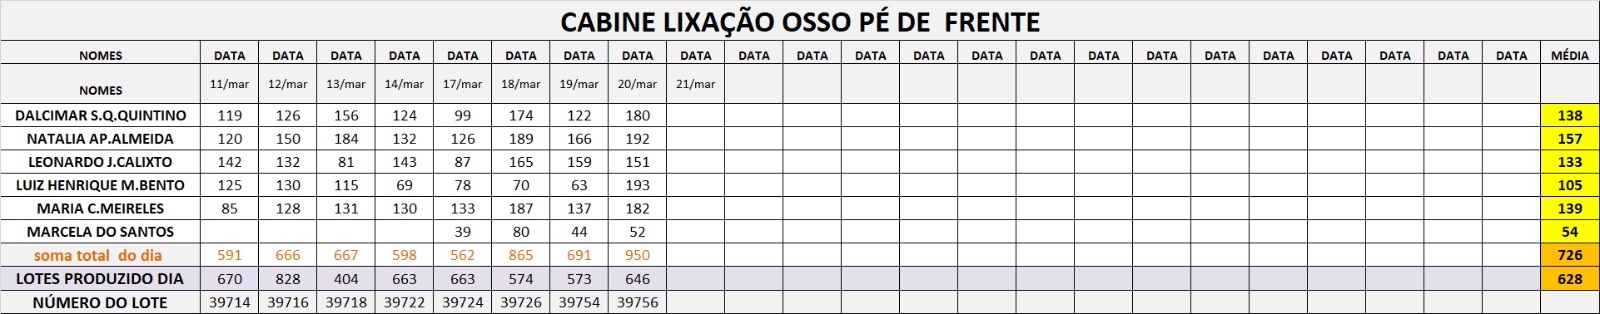 CABINE LIXAÇÃO OSSO PÉ DE FRENTE
NOMES DATA DATA DATA DATA DATA DATA DATA DATA DATA DATA DATA DATA DATA DATA DATA DATA DATA DATA DATA DATA DATA DATA DATA MÉDIA
NOMES 11/mar 12/mar 13/mar 14/mar 17/mar 18/mar 19/mar 20/mar 21/mar
DALCIMAR S.Q.QUINTINO 119 126 156 124 99 174 122 180 138
NATALIA AP.ALMEIDA 120 150 184 132 126 189 166 192 157
LEONARDO J.CALIXTO 142 132 81 143 87 165 159 151 133
LUIZ HENRIQUE M.BENTO 125 130 115 69 78 70 63 193 105
MARIA C.MEIRELES 85 128 131 130 133 187 137 182 139
MARCELA DO SANTOS 39 80 44 52 54
soma total do dia 591 666 667 598 562 865 691 950 726
LOTES PRODUZIDO DIA 670 828 404 663 663 574 573 646 628
NÚMERO DO LOTE 39714 39716 39718 39722 39724 39726 39754 39756